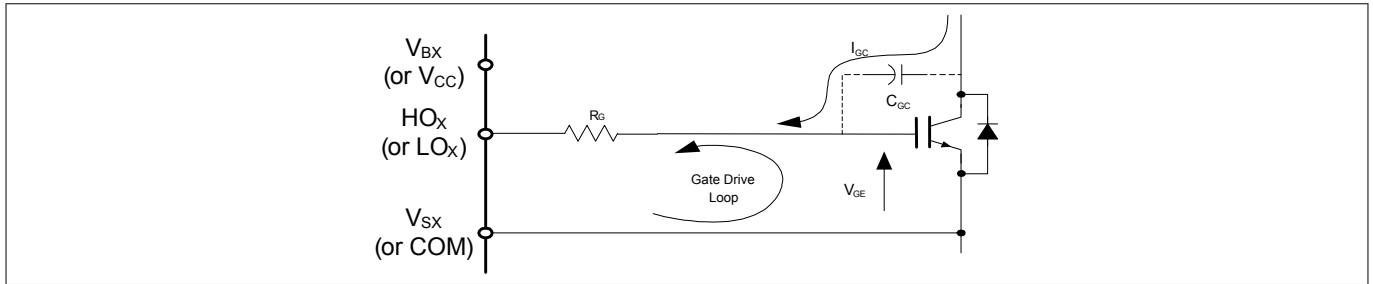 V_BX
(or V_CC)
I_GC
C_GC
HO_X
(or LO_X)
R_G
Gate Drive
Loop
V_GE
V_SX
(or COM)